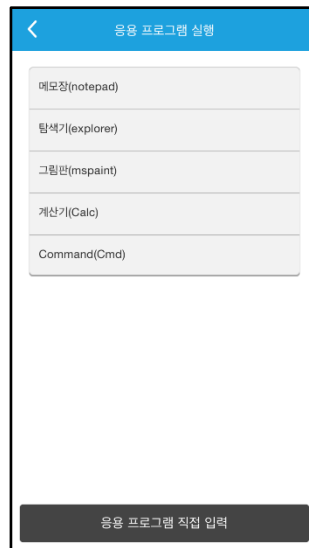 응용 프로그램 실행
메모장(notepad)
탐색기(explorer)
그림판(mspaint)
계산기(Calc)
Command(Cmd)
응용 프로그램 직접 입력